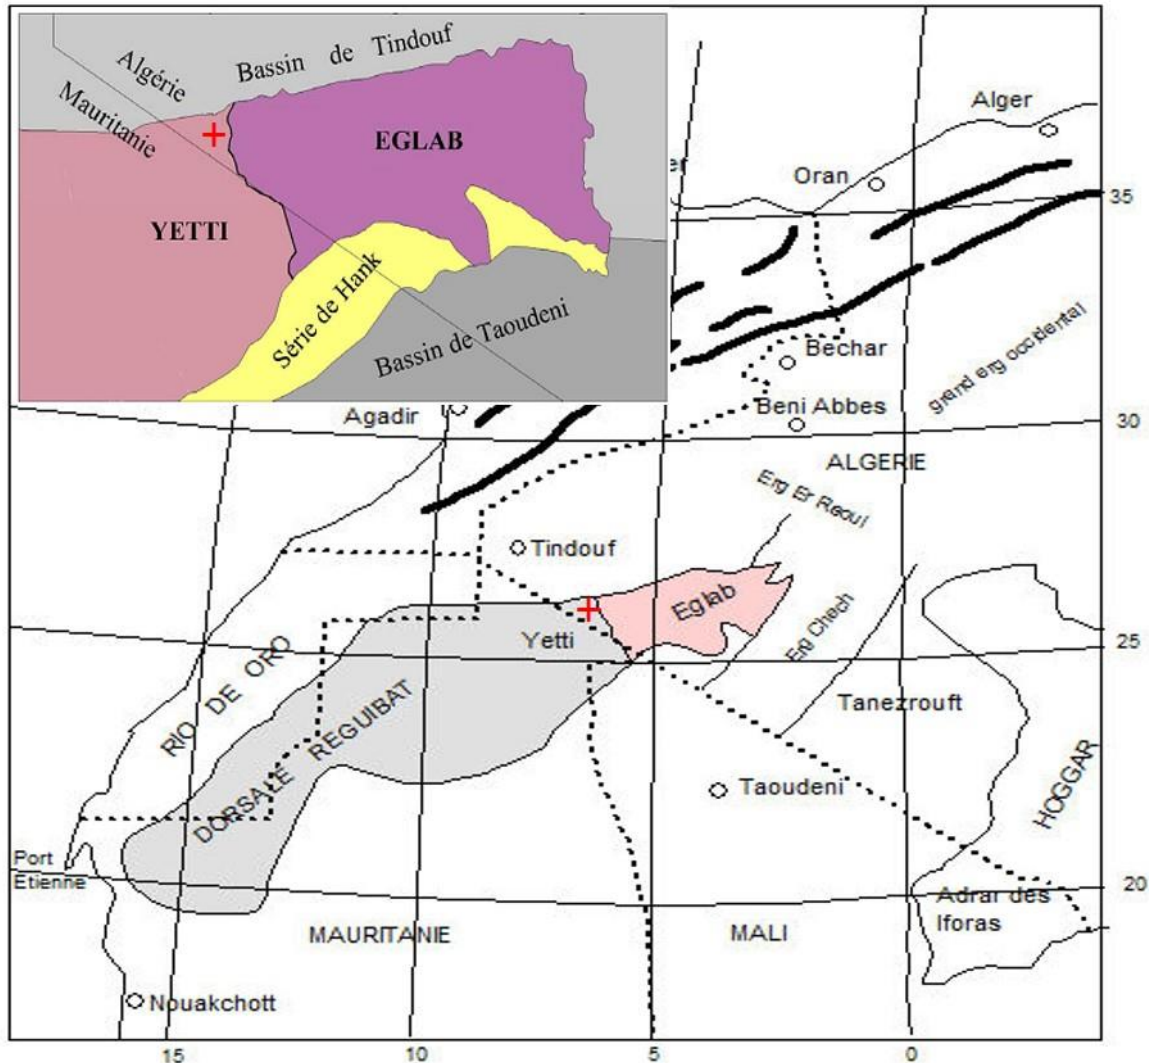 Bassin de Tindouf
Algérie
Mauritanie
EGLAB
YETTI
Série de Hank
Bassin de Taoudeni
Alger
Oran
35
Bechar
grand erg occidental
Agadir
Beni Abbes
30
ALGERIE
Erg Er Raoui
Tindouf
Eglab
Erg Chech
Yetti
25
RIO DE ORO
Tanezrouft
DORSALE REGUIBAT
Taoudeni
HOGGAR
Port
Etienne
20
Adrar des
Iforas
MAURITANIE
MALI
Nouakchott
15
10
5
0